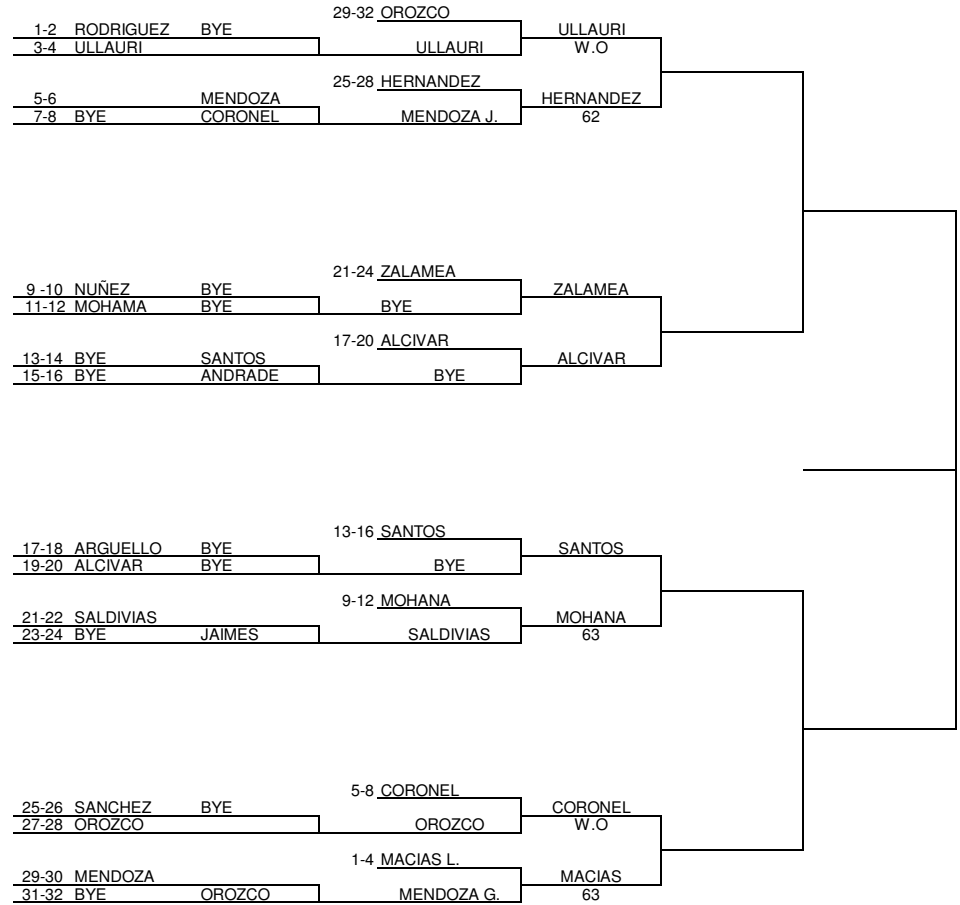 29-32 OROZCO
1-2 RODRIGUEZ BYE ULLAURI
3-4 ULLAURI ULLAURI W.O
25-28 HERNANDEZ
5-6 MENDOZA HERNANDEZ
7-8 BYE CORONEL MENDOZA J. 62
21-24 ZALAMEA
9 -10 NUÑEZ BYE ZALAMEA
11-12 MOHAMA BYE BYE
17-20 ALCIVAR
13-14 BYE SANTOS ALCIVAR
15-16 BYE ANDRADE BYE
13-16 SANTOS
17-18 ARGUELLO BYE SANTOS
19-20 ALCIVAR BYE BYE
9-12 MOHANA
21-22 SALDIVIAS MOHANA
23-24 BYE JAIMES SALDIVIAS 63
5-8 CORONEL
25-26 SANCHEZ BYE CORONEL
27-28 OROZCO OROZCO W.O
1-4 MACIAS L.
29-30 MENDOZA MACIAS
31-32 BYE OROZCO MENDOZA G. 63